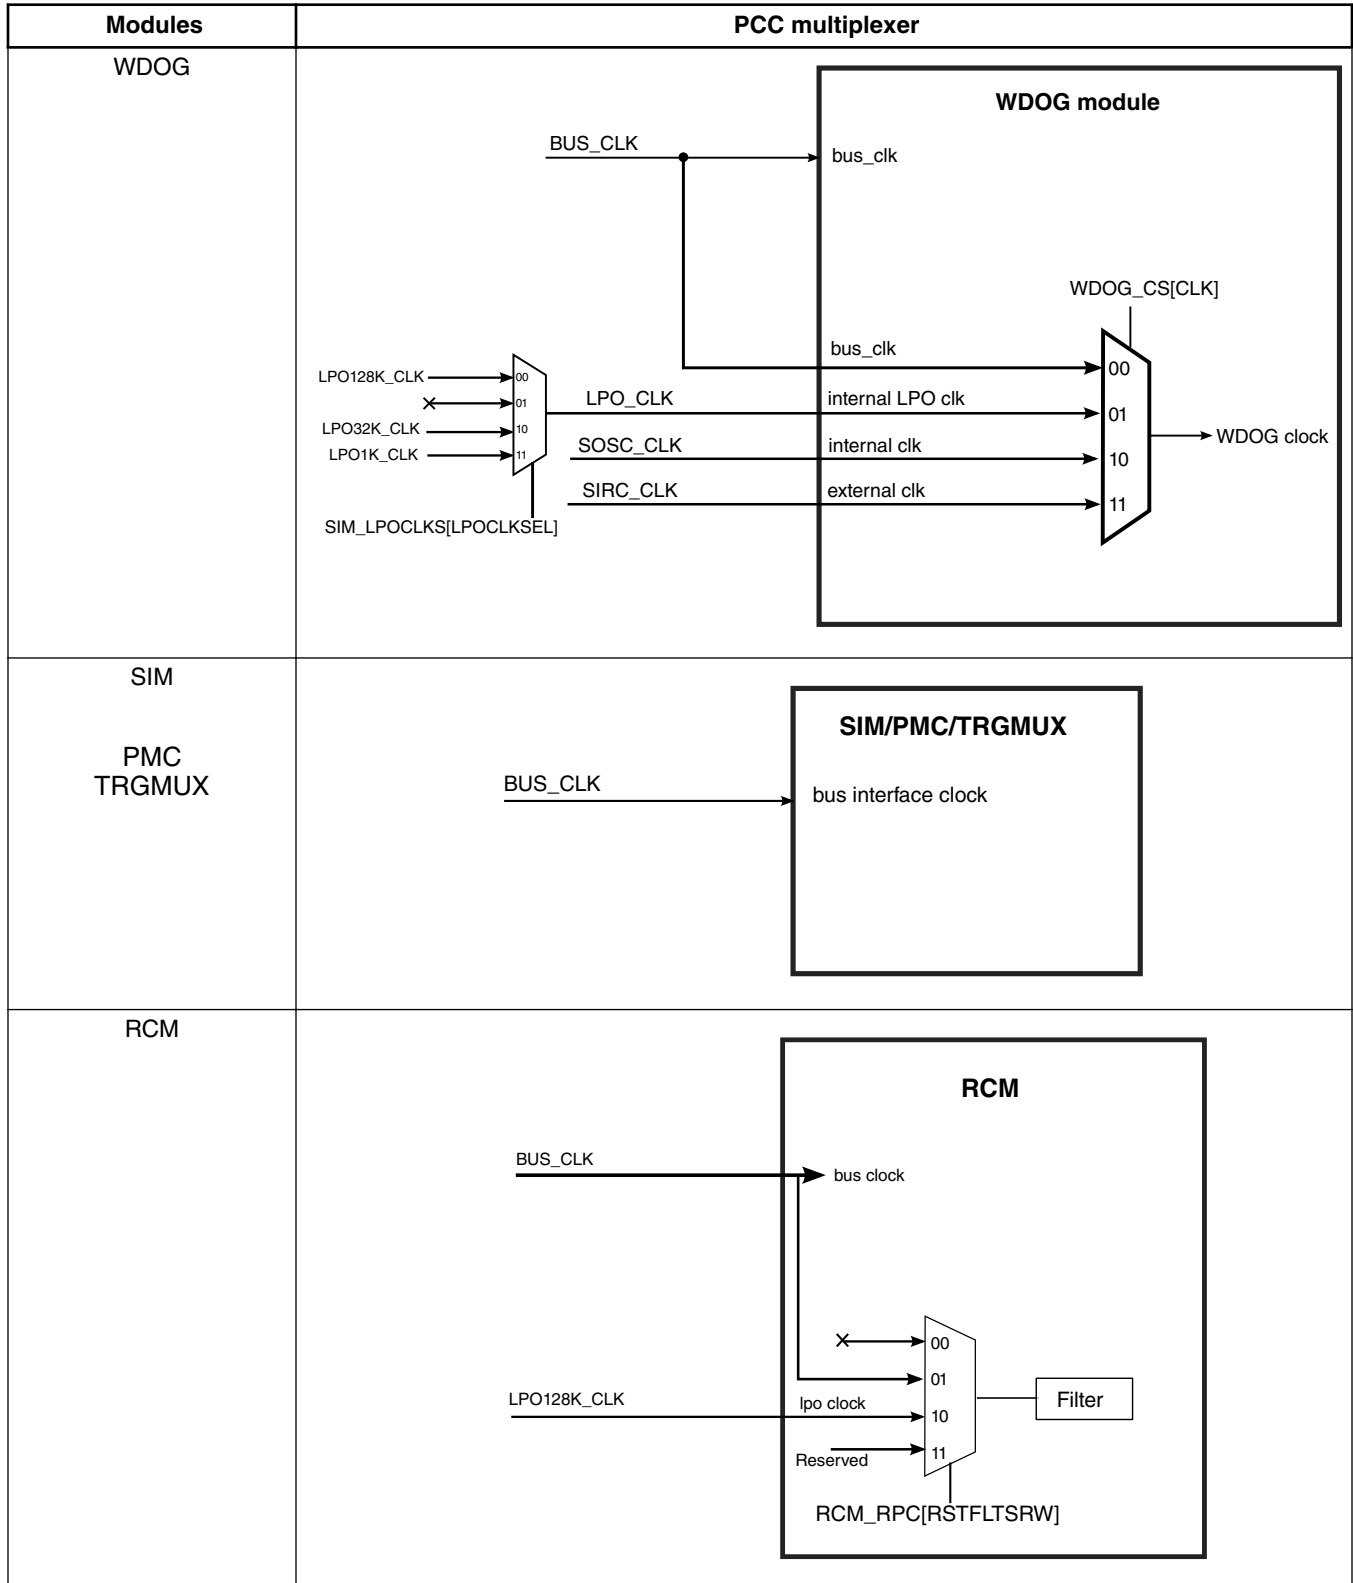 Modules PCC multiplexer
WDOG
WDOG module
BUS_CLK
bus_clk
WDOG_CS[CLK]
bus_clk
00
LPO128K_CLK
00
LPO_CLK
internal LPO clk
01
01
LPO32K_CLK
10
WDOG clock
SOSC_CLK
internal clk
LPO1K_CLK
11
10
SIRC_CLK
external clk
11
SIM_LPOCLKS[LPOCLKSEL]
SIM
SIM/PMC/TRGMUX
PMC
TRGMUX
BUS_CLK
bus interface clock
RCM
RCM
BUS_CLK
bus clock
00
01
LPO128K_CLK
lpo clock
Filter
10
11
Reserved
RCM_RPC[RSTFLTSRW]